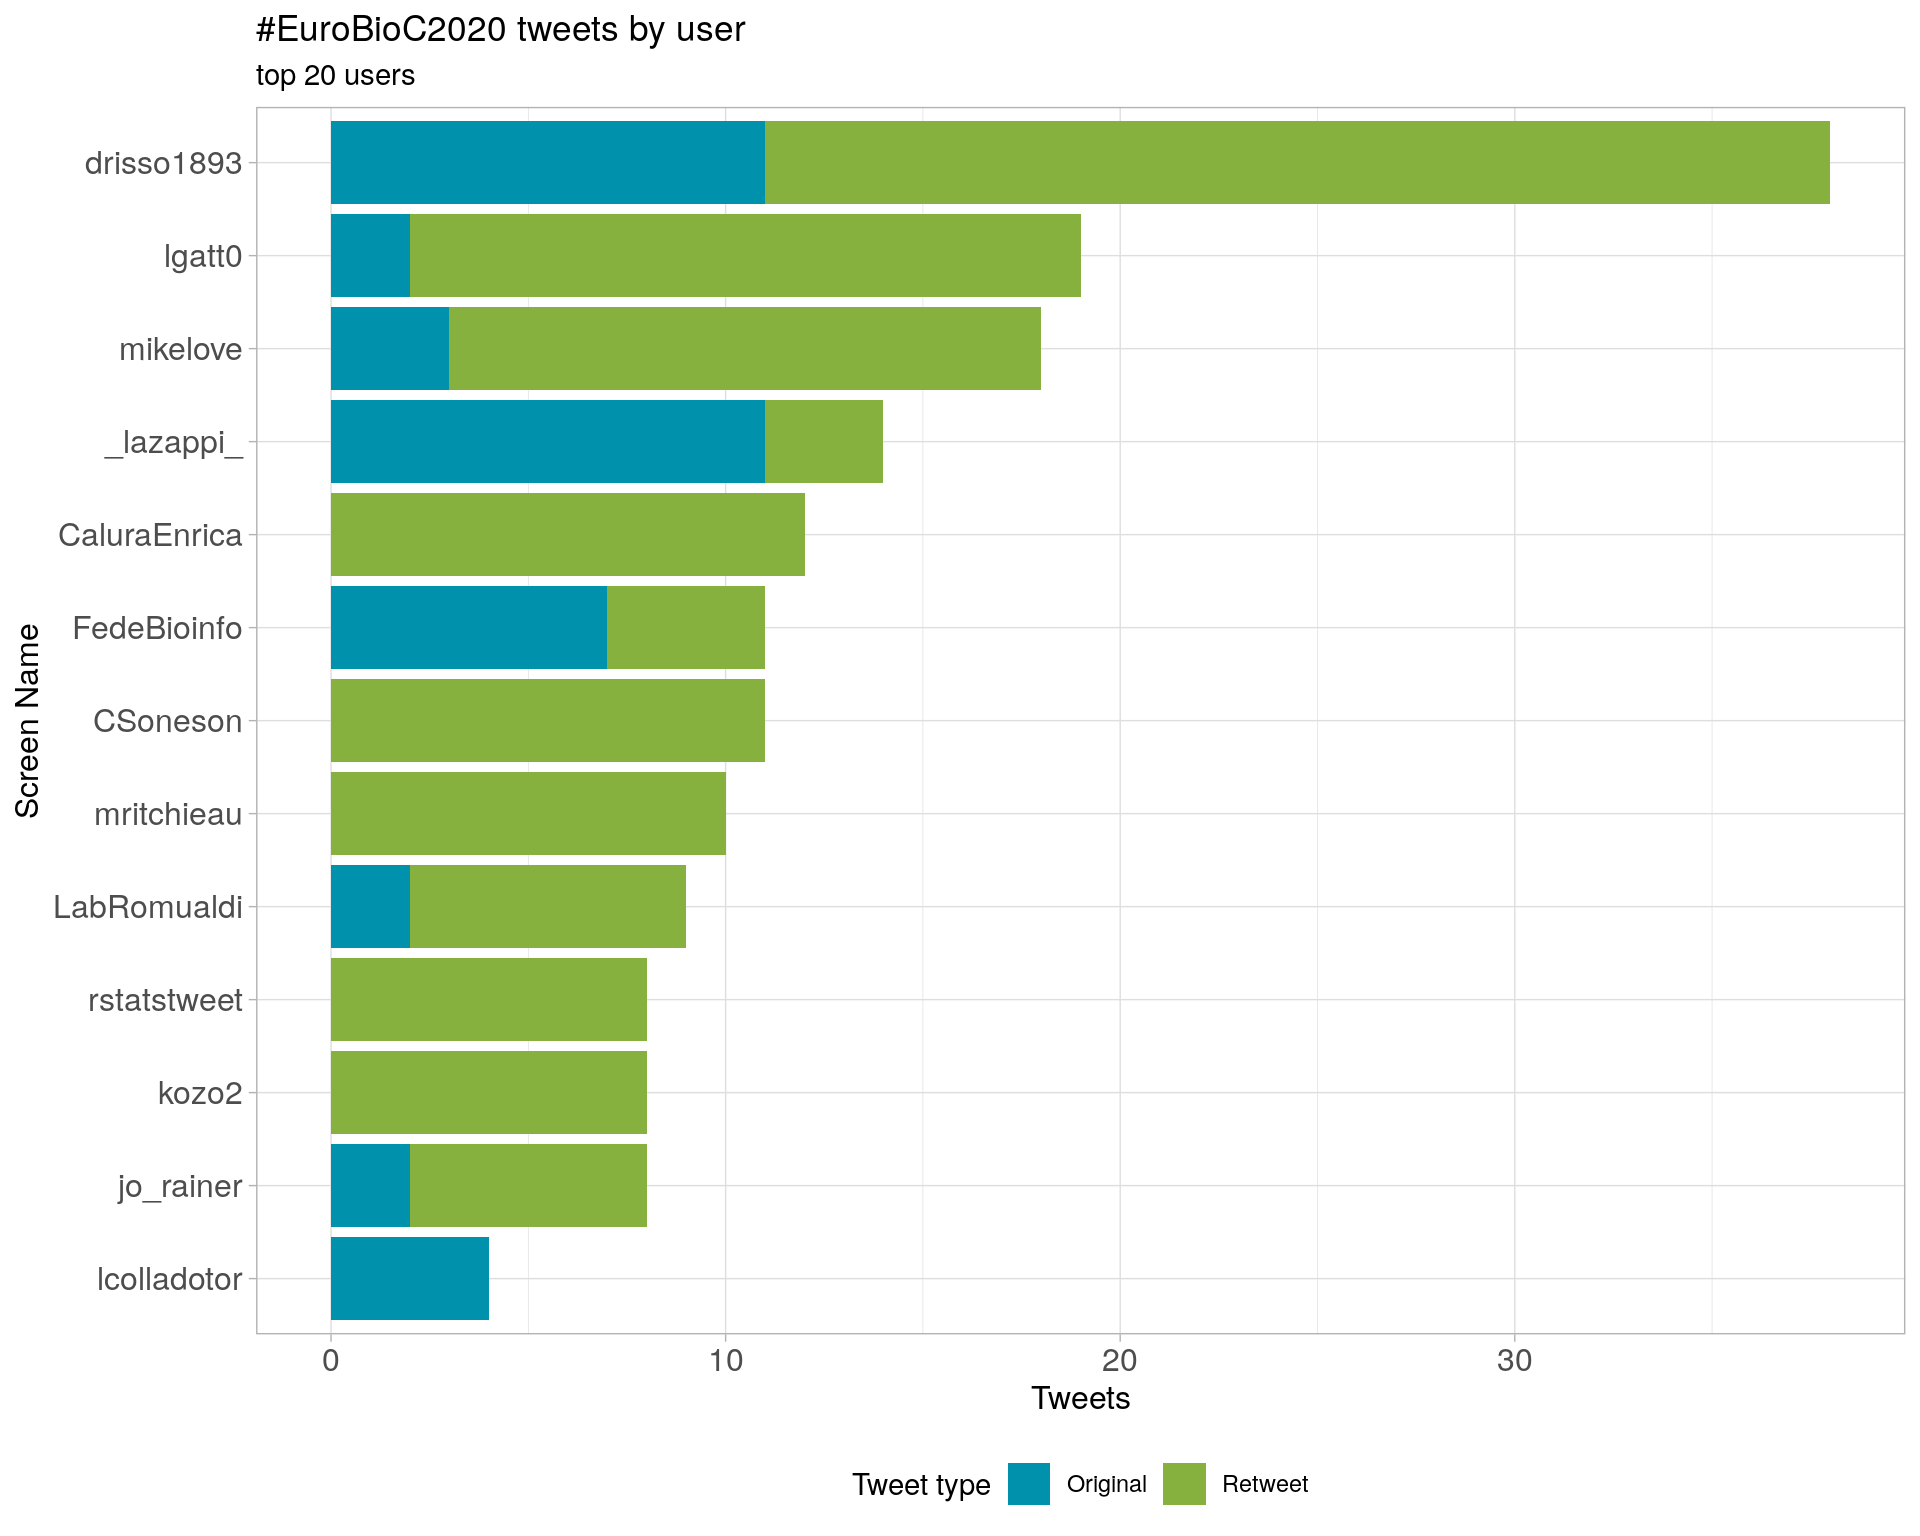 #EuroBioC2020 tweets by user
top 20 users
Screen Name
drisso1893
lgatt0
mikelove
_lazappi_
CaluraEnrica
FedeBioinfo
CSoneson
mritchieau
LabRomualdi
rstatstweet
kozo2
jo_rainer
lcolladotor
0 10 20 30
Tweets
Tweet type Original Retweet